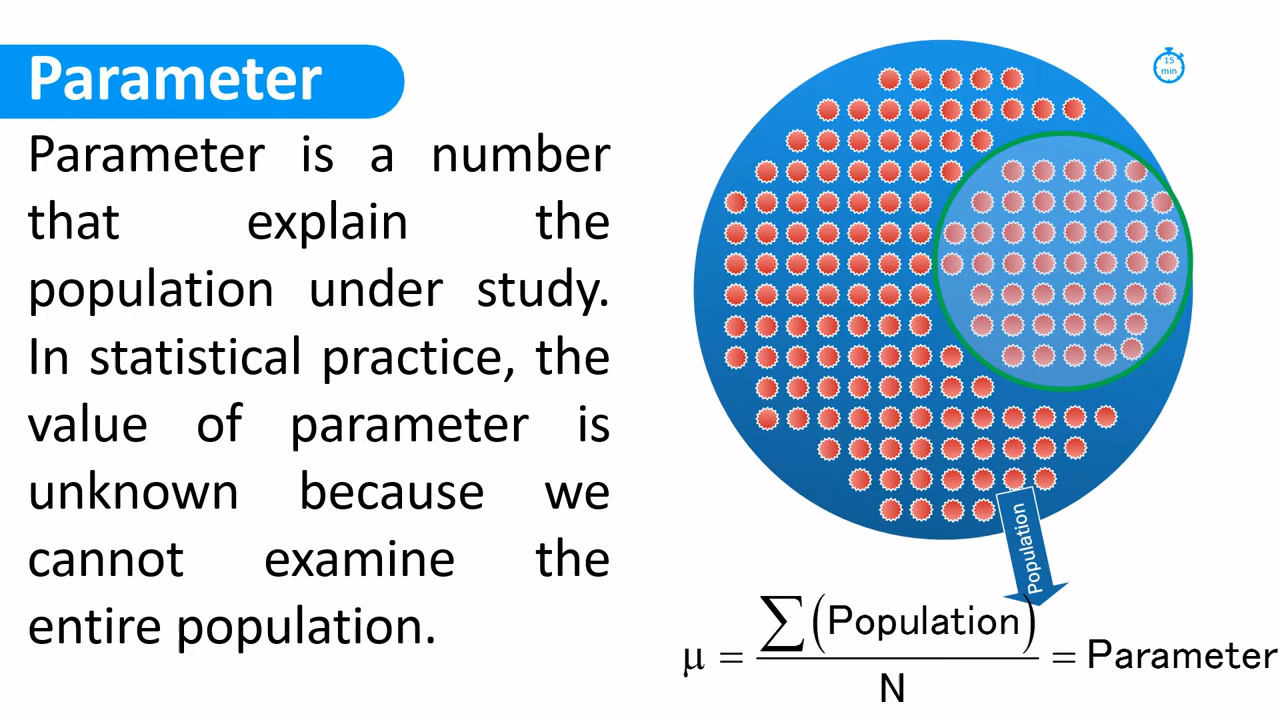 Parameter
Parameter is a number
that explain the
population under study.
In statistical practice, the
value of parameter is
unknown because we
cannot examine the
entire population.
15
min
Population
μ = ∑(Population) / N = Parameter